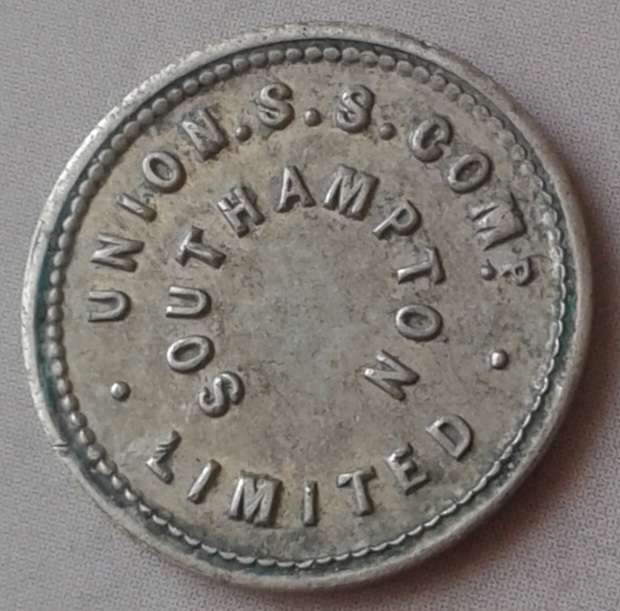 UNION.S.S.COMP.
SOUTHAMPTON
· LIMITED ·